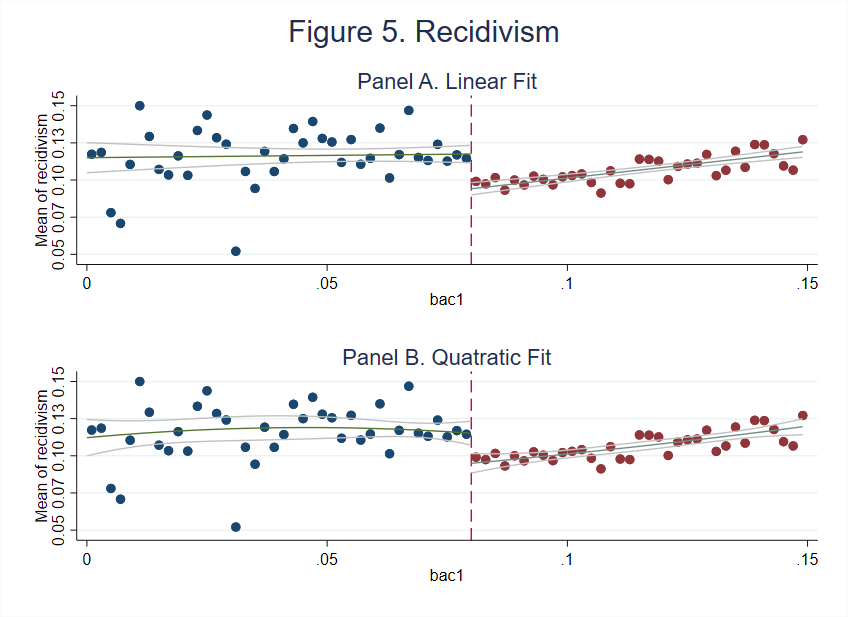 Figure 5. Recidivism
Panel A. Linear Fit
Mean of recidivism
0.05 0.07 0.10 0.13 0.15
0 .05 .1 .15
bac1
Panel B. Quatratic Fit
Mean of recidivism
0.05 0.07 0.10 0.13 0.15
0 .05 .1 .15
bac1